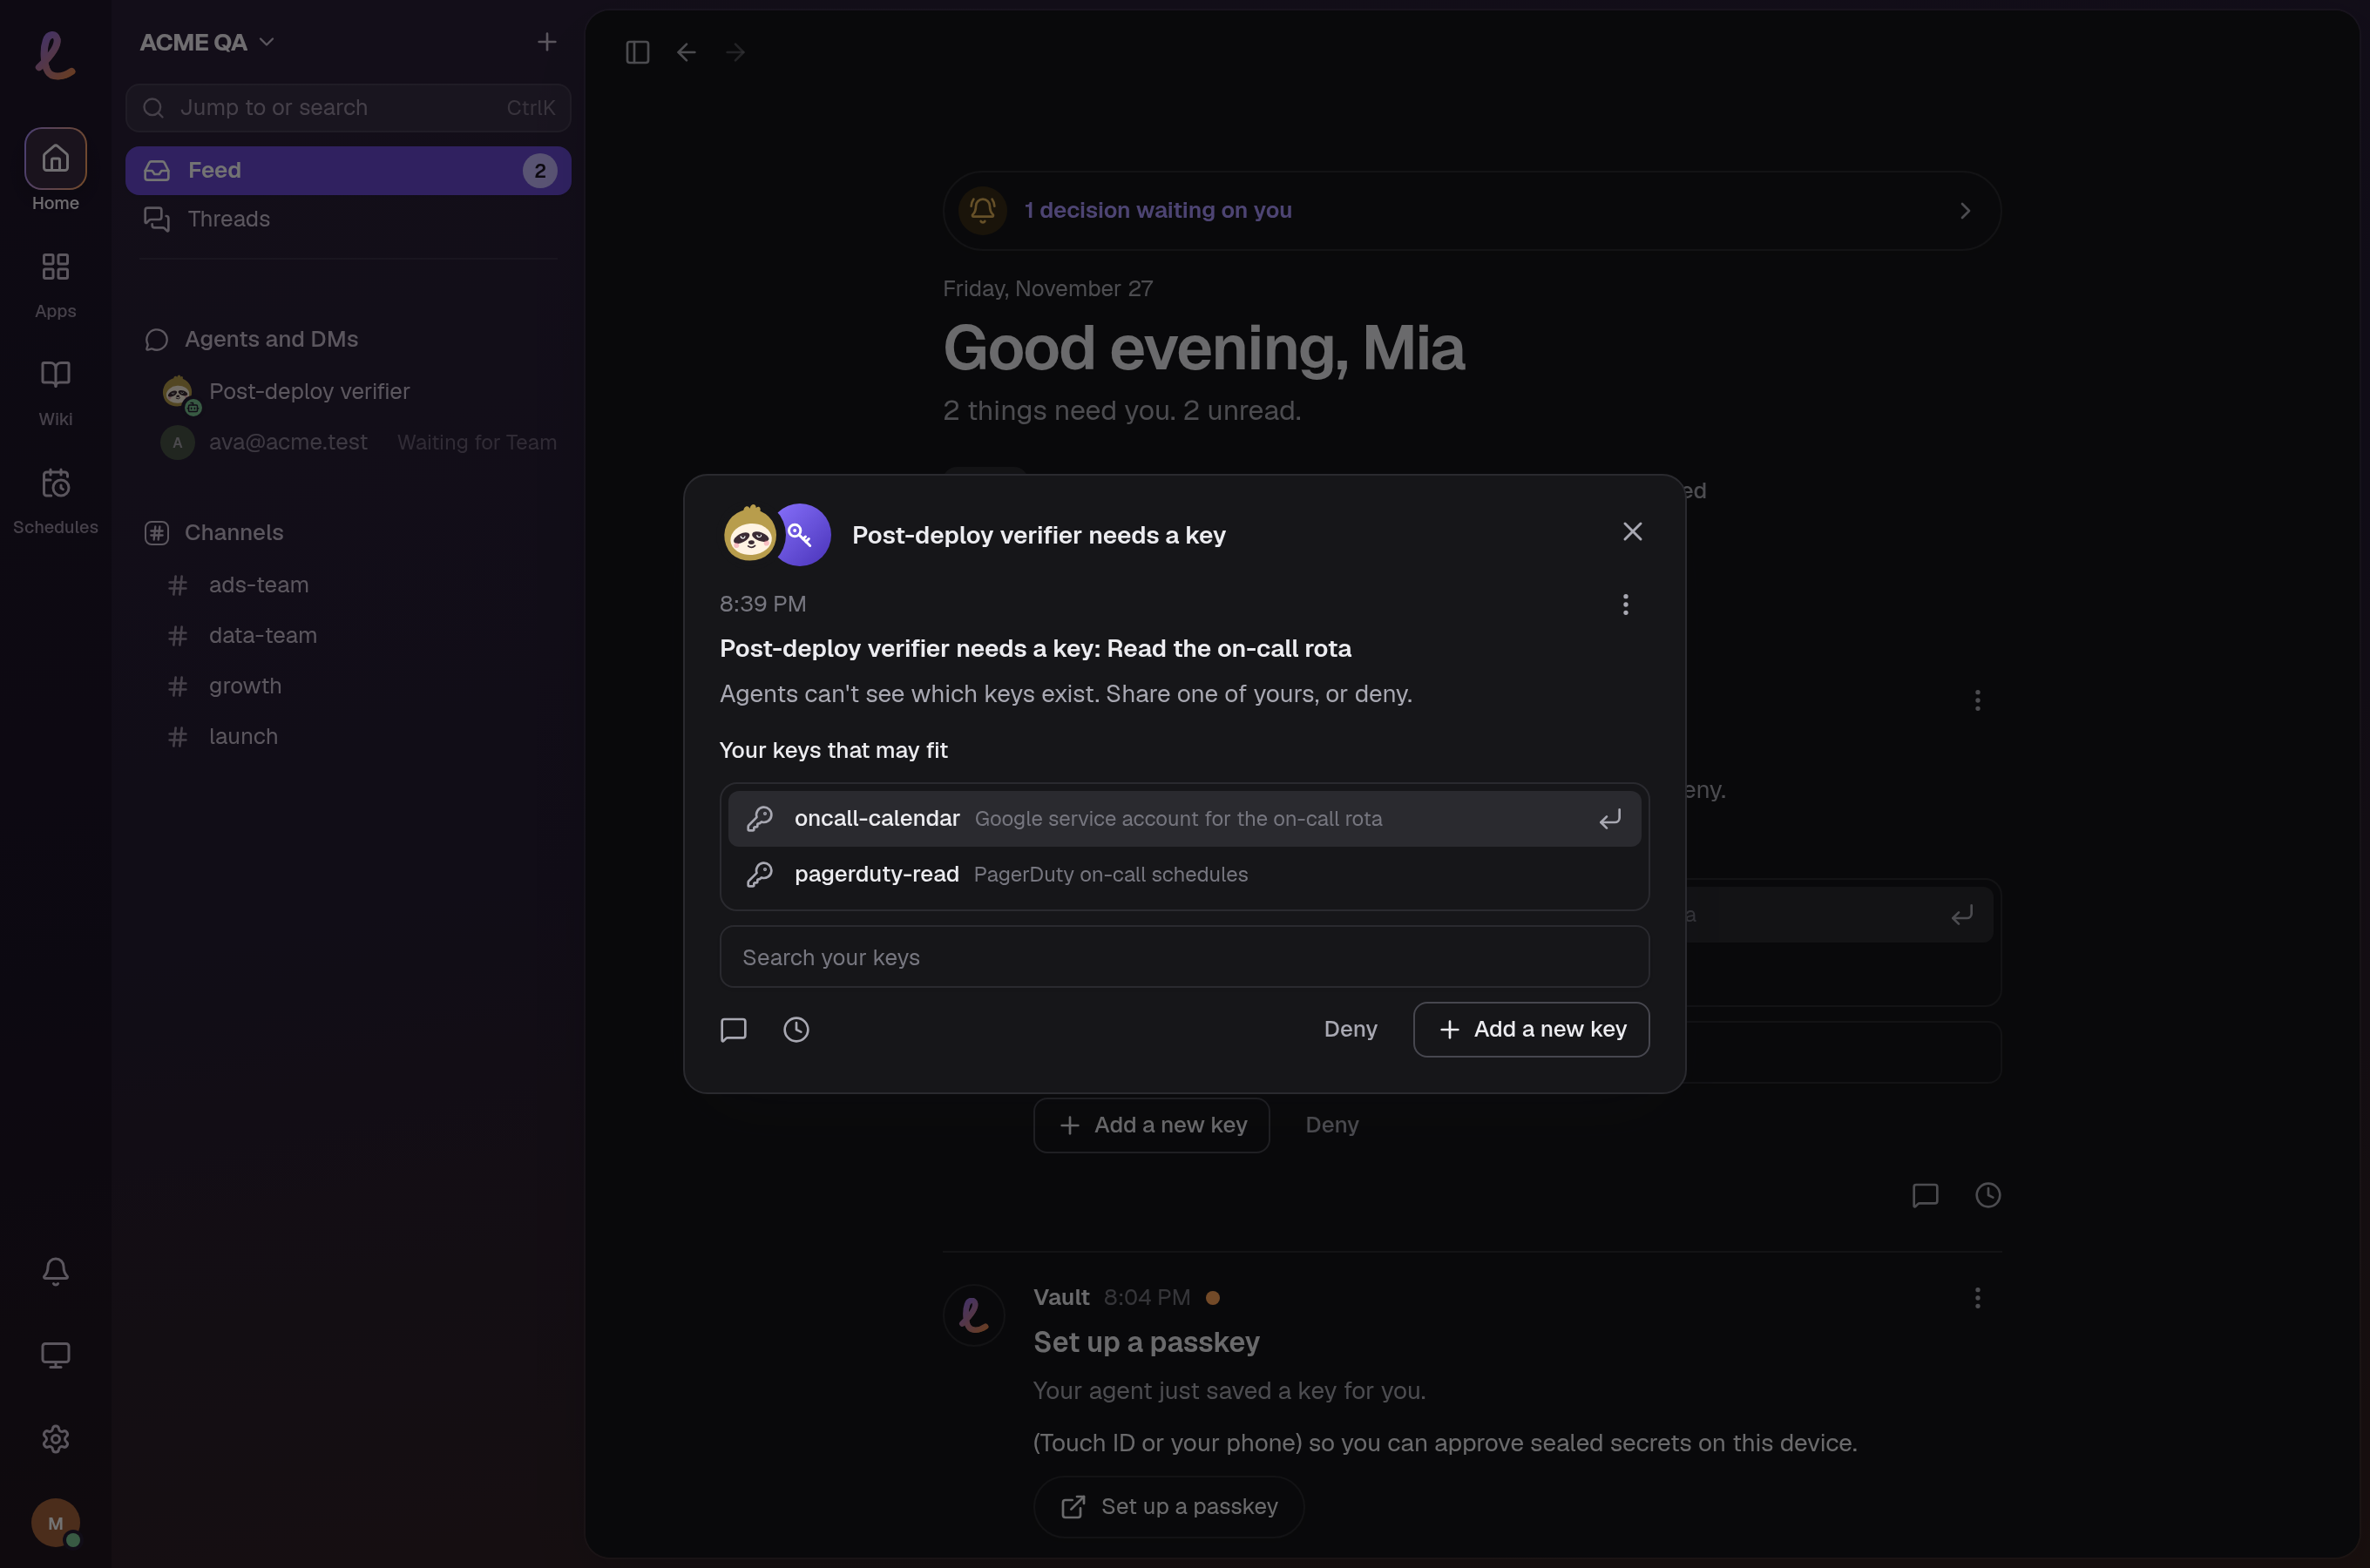 ACME QA
Jump to or search CtrlK
Feed 2
Threads
Home
Apps
Wiki
Schedules
Agents and DMs
Post-deploy verifier
A ava@acme.test Waiting for Team
Channels
ads-team
data-team
growth
launch
M
1 decision waiting on you
Friday, November 27
Good evening, Mia
2 things need you. 2 unread.
Post-deploy verifier needs a key
8:39 PM
Post-deploy verifier needs a key: Read the on-call rota
Agents can't see which keys exist. Share one of yours, or deny.
Your keys that may fit
oncall-calendar Google service account for the on-call rota
pagerduty-read PagerDuty on-call schedules
Search your keys
Deny Add a new key
Add a new key Deny
Vault 8:04 PM
Set up a passkey
Your agent just saved a key for you.
(Touch ID or your phone) so you can approve sealed secrets on this device.
Set up a passkey